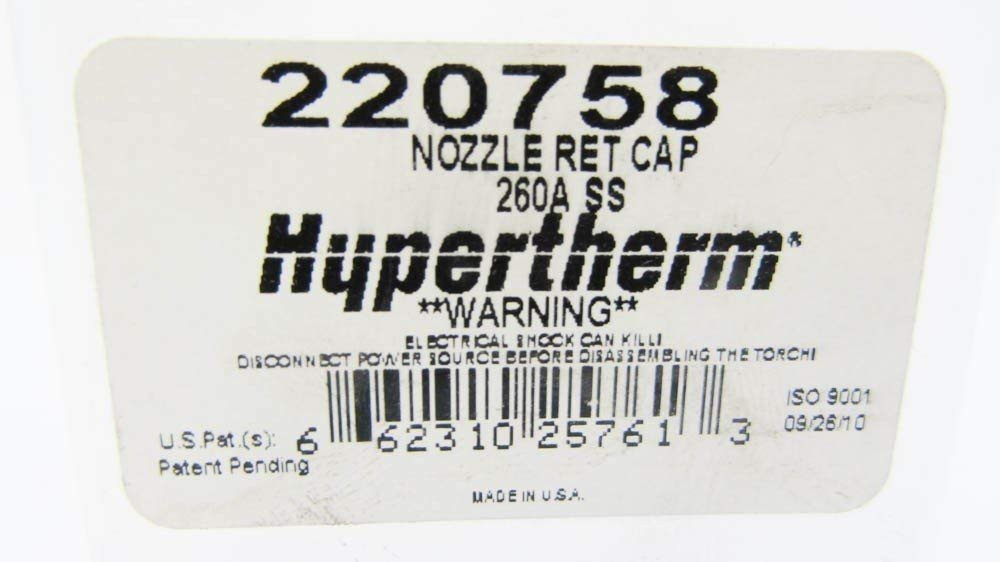 220758
NOZZLE RET CAP
260A SS
Hypertherm®
**WARNING**
ELECTRICAL SHOCK CAN KILL!
DISCONNECT POWER SOURCE BEFORE DISASSEMBLING THE TORCH!
ISO 9001
09/26/10
U.S.Pat.(s):
Patent Pending
6 62310 25761 3
MADE IN U.S.A.